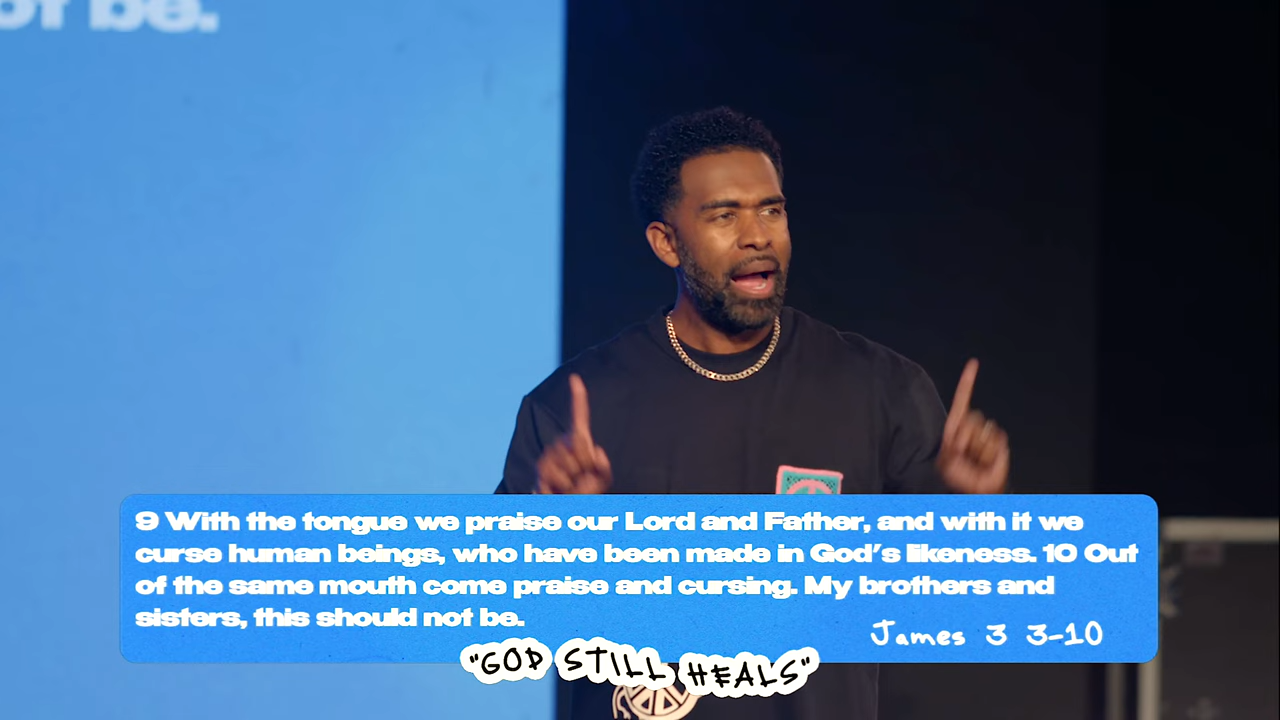 of be.
9 With the tongue we praise our Lord and Father, and with it we
curse human beings, who have been made in God's likeness. 10 Out
of the same mouth come praise and cursing. My brothers and
sisters, this should not be.
James 3 3-10
"GOD STILL HEALS"